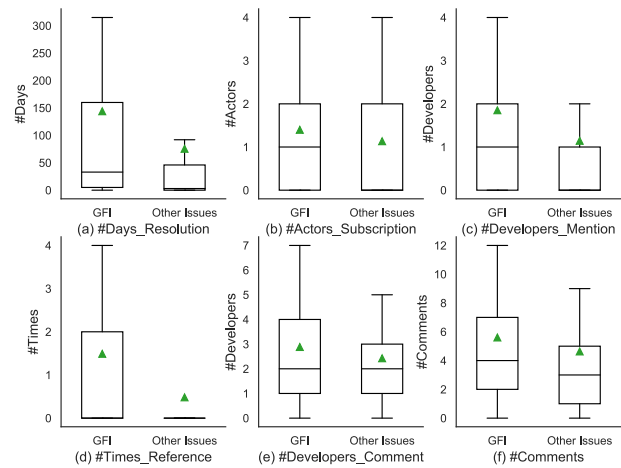 300
250
200
150
100
50
0
#Days
GFI Other Issues
(a) #Days_Resolution
4
3
2
1
0
#Actors
GFI Other Issues
(b) #Actors_Subscription
4
3
2
1
0
#Developers
GFI Other Issues
(c) #Developers_Mention
4
3
2
1
0
#Times
GFI Other Issues
(d) #Times_Reference
7
6
5
4
3
2
1
0
#Developers
GFI Other Issues
(e) #Developers_Comment
12
10
8
6
4
2
0
#Comments
GFI Other Issues
(f) #Comments